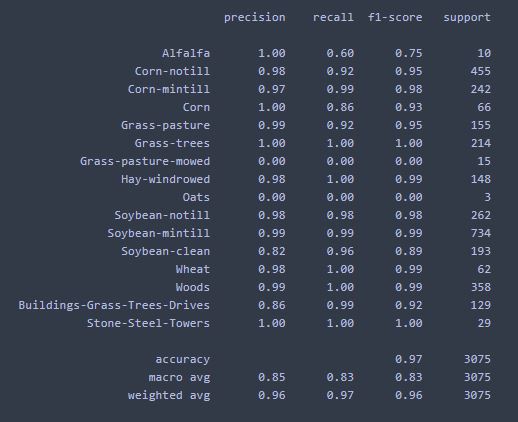 precision recall f1-score support
Alfalfa 1.00 0.60 0.75 10
Corn-notill 0.98 0.92 0.95 455
Corn-mintill 0.97 0.99 0.98 242
Corn 1.00 0.86 0.93 66
Grass-pasture 0.99 0.92 0.95 155
Grass-trees 1.00 1.00 1.00 214
Grass-pasture-mowed 0.00 0.00 0.00 15
Hay-windrowed 0.98 1.00 0.99 148
Oats 0.00 0.00 0.00 3
Soybean-notill 0.98 0.98 0.98 262
Soybean-mintill 0.99 0.99 0.99 734
Soybean-clean 0.82 0.96 0.89 193
Wheat 0.98 1.00 0.99 62
Woods 0.99 1.00 0.99 358
Buildings-Grass-Trees-Drives 0.86 0.99 0.92 129
Stone-Steel-Towers 1.00 1.00 1.00 29
accuracy 0.97 3075
macro avg 0.85 0.83 0.83 3075
weighted avg 0.96 0.97 0.96 3075